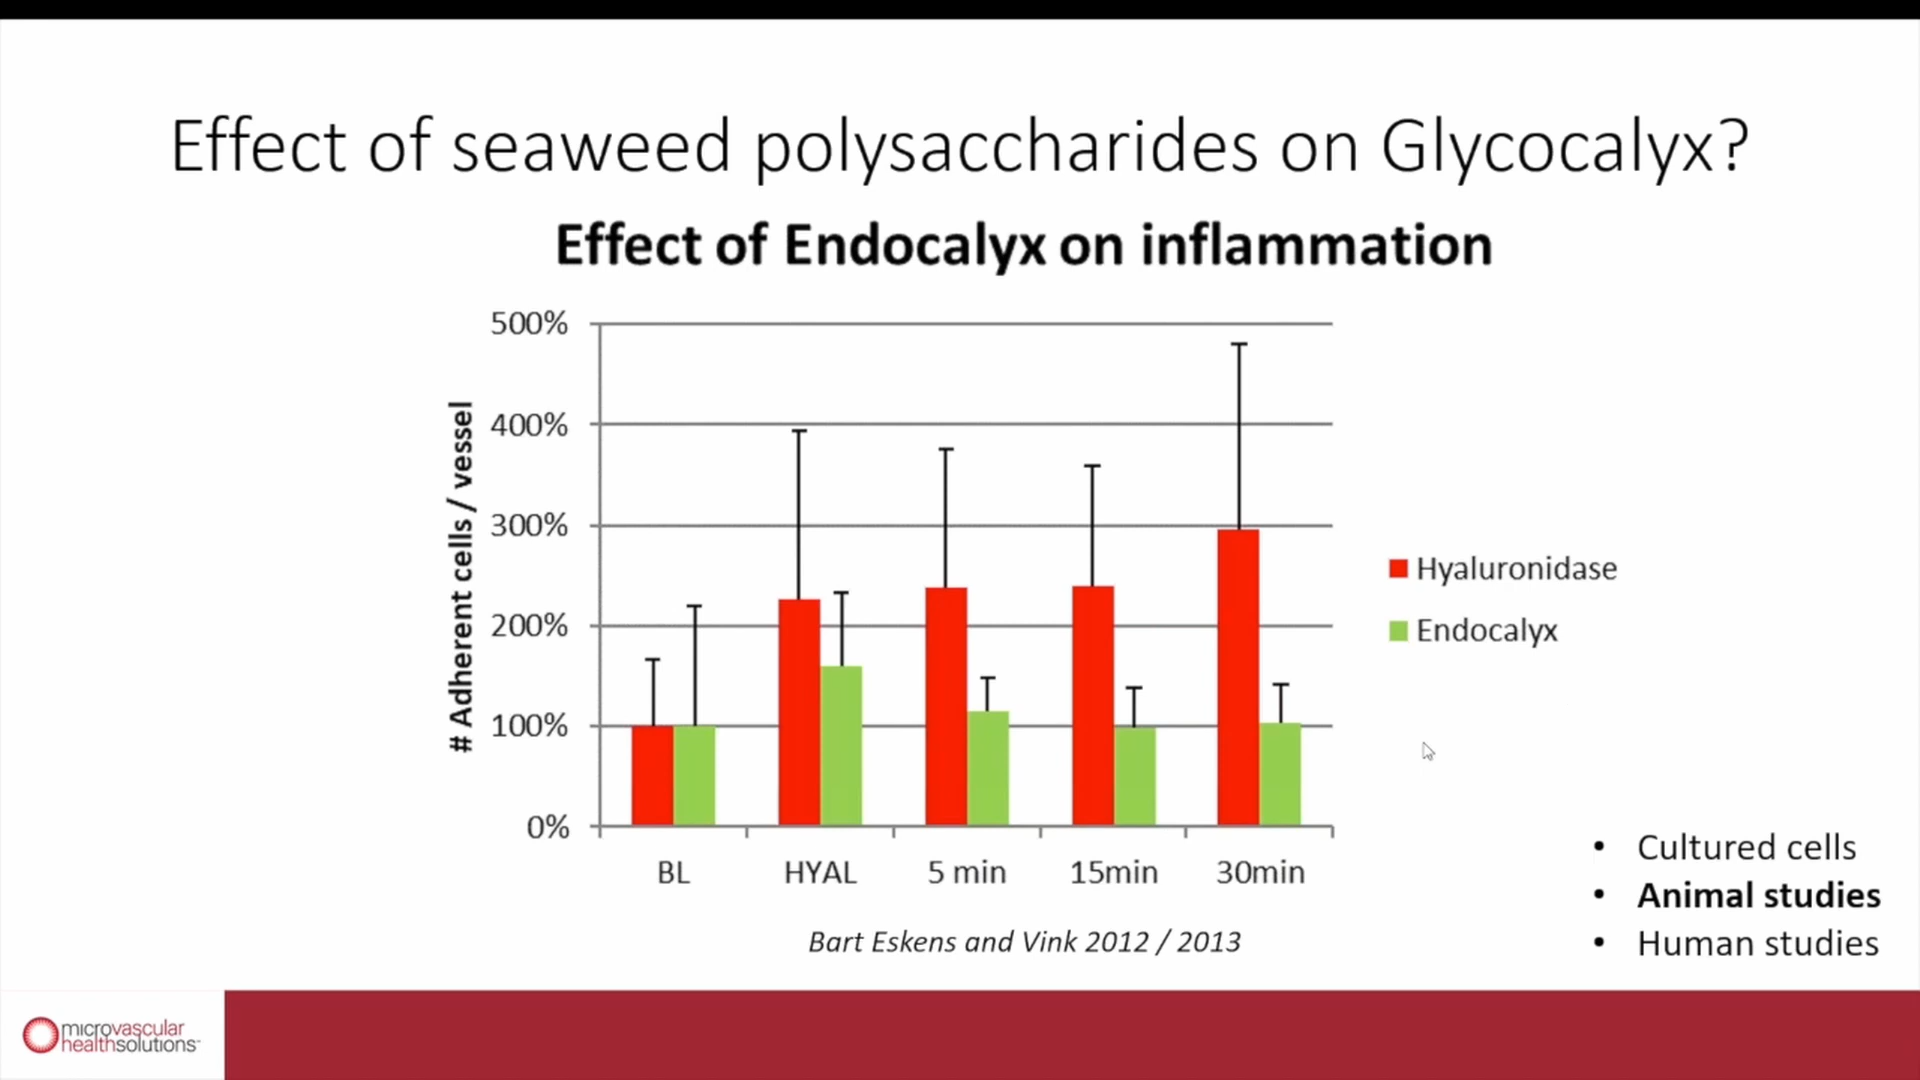 Effect of seaweed polysaccharides on Glycocalyx?
Effect of Endocalyx on inflammation
500%
400%
300%
200%
100%
0%
# Adherent cells / vessel
BL HYAL 5 min 15min 30min
Hyaluronidase
Endocalyx
Bart Eskens and Vink 2012 / 2013
• Cultured cells
• Animal studies
• Human studies
microvascular
healthsolutions™